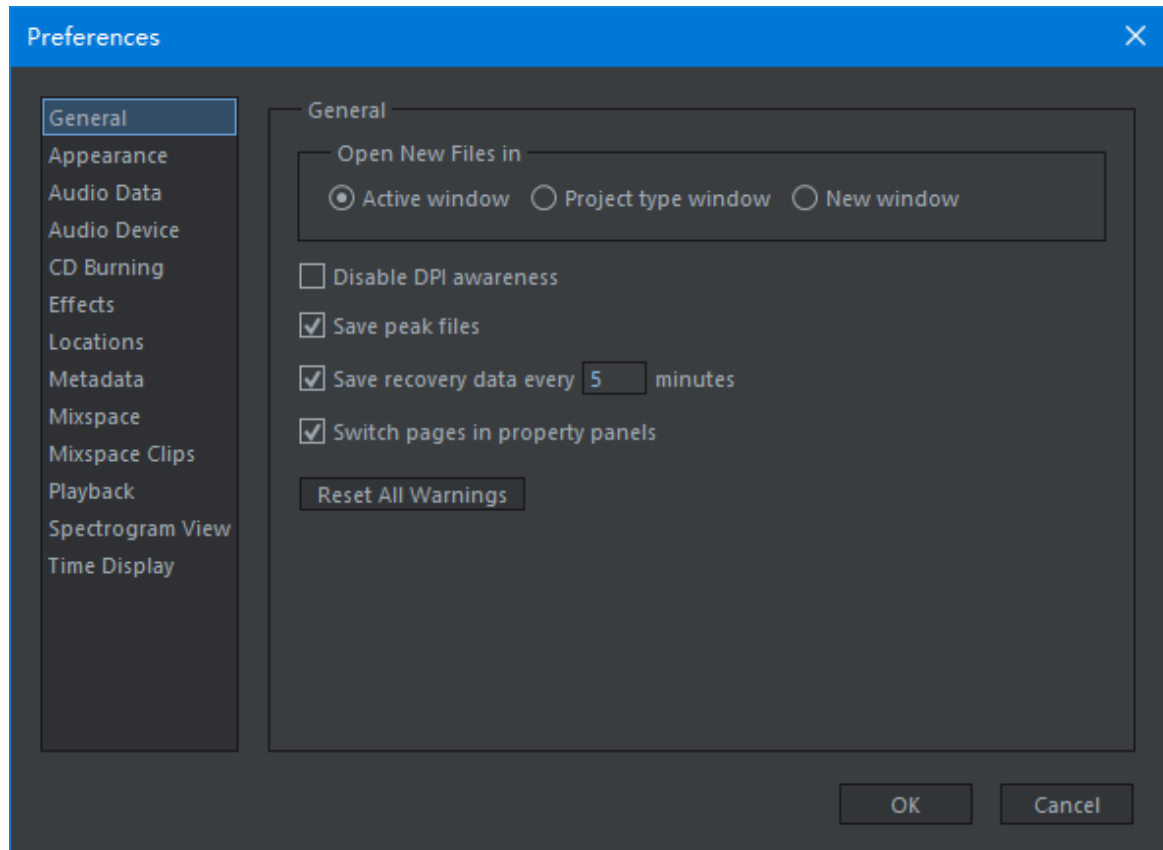 Preferences
General
Appearance
Audio Data
Audio Device
CD Burning
Effects
Locations
Metadata
Mixspace
Mixspace Clips
Playback
Spectrogram View
Time Display
General
Open New Files in
Active window Project type window New window
Disable DPI awareness
Save peak files
Save recovery data every 5 minutes
Switch pages in property panels
Reset All Warnings
OK Cancel